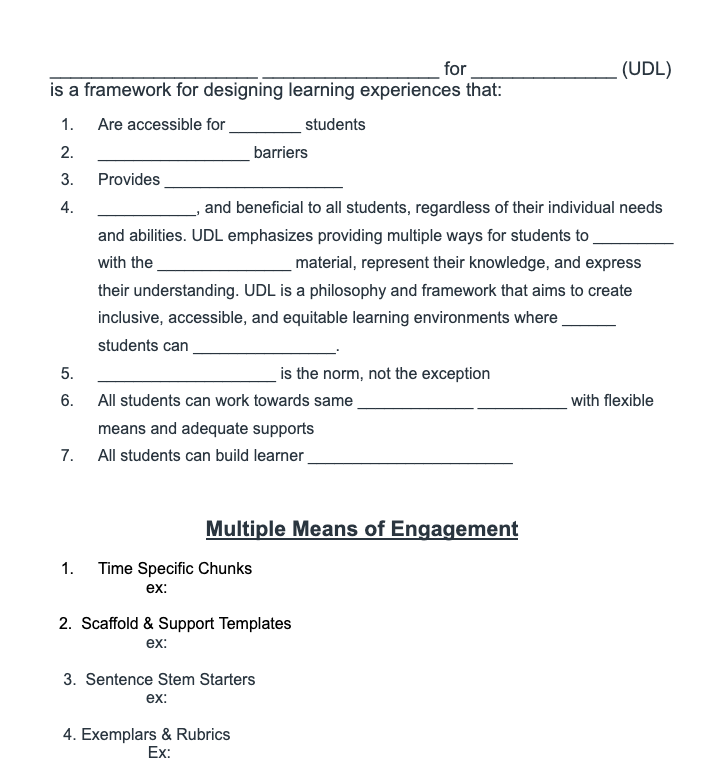 ____________________ _________________ for ______________ (UDL)
is a framework for designing learning experiences that:
1. Are accessible for ________ students
2. _________________ barriers
3. Provides ____________________
4. ___________, and beneficial to all students, regardless of their individual needs
and abilities. UDL emphasizes providing multiple ways for students to _________
with the _______________ material, represent their knowledge, and express
their understanding. UDL is a philosophy and framework that aims to create
inclusive, accessible, and equitable learning environments where ______
students can ________________.
5. ____________________ is the norm, not the exception
6. All students can work towards same _____________ __________ with flexible
means and adequate supports
7. All students can build learner _______________________
Multiple Means of Engagement
1. Time Specific Chunks
ex:
2. Scaffold & Support Templates
ex:
3. Sentence Stem Starters
ex:
4. Exemplars & Rubrics
Ex: